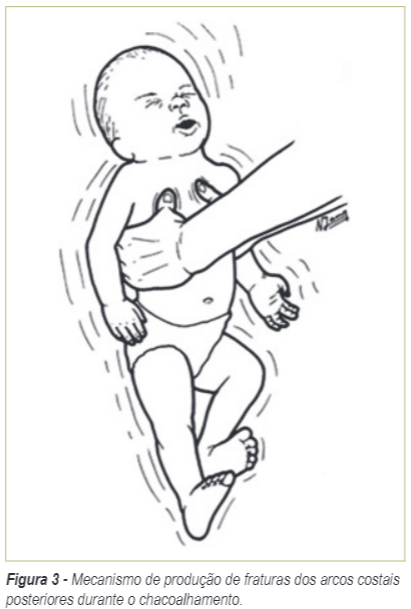 Figura 3 - Mecanismo de produção de fraturas dos arcos costais
posteriores durante o chacoalhamento.